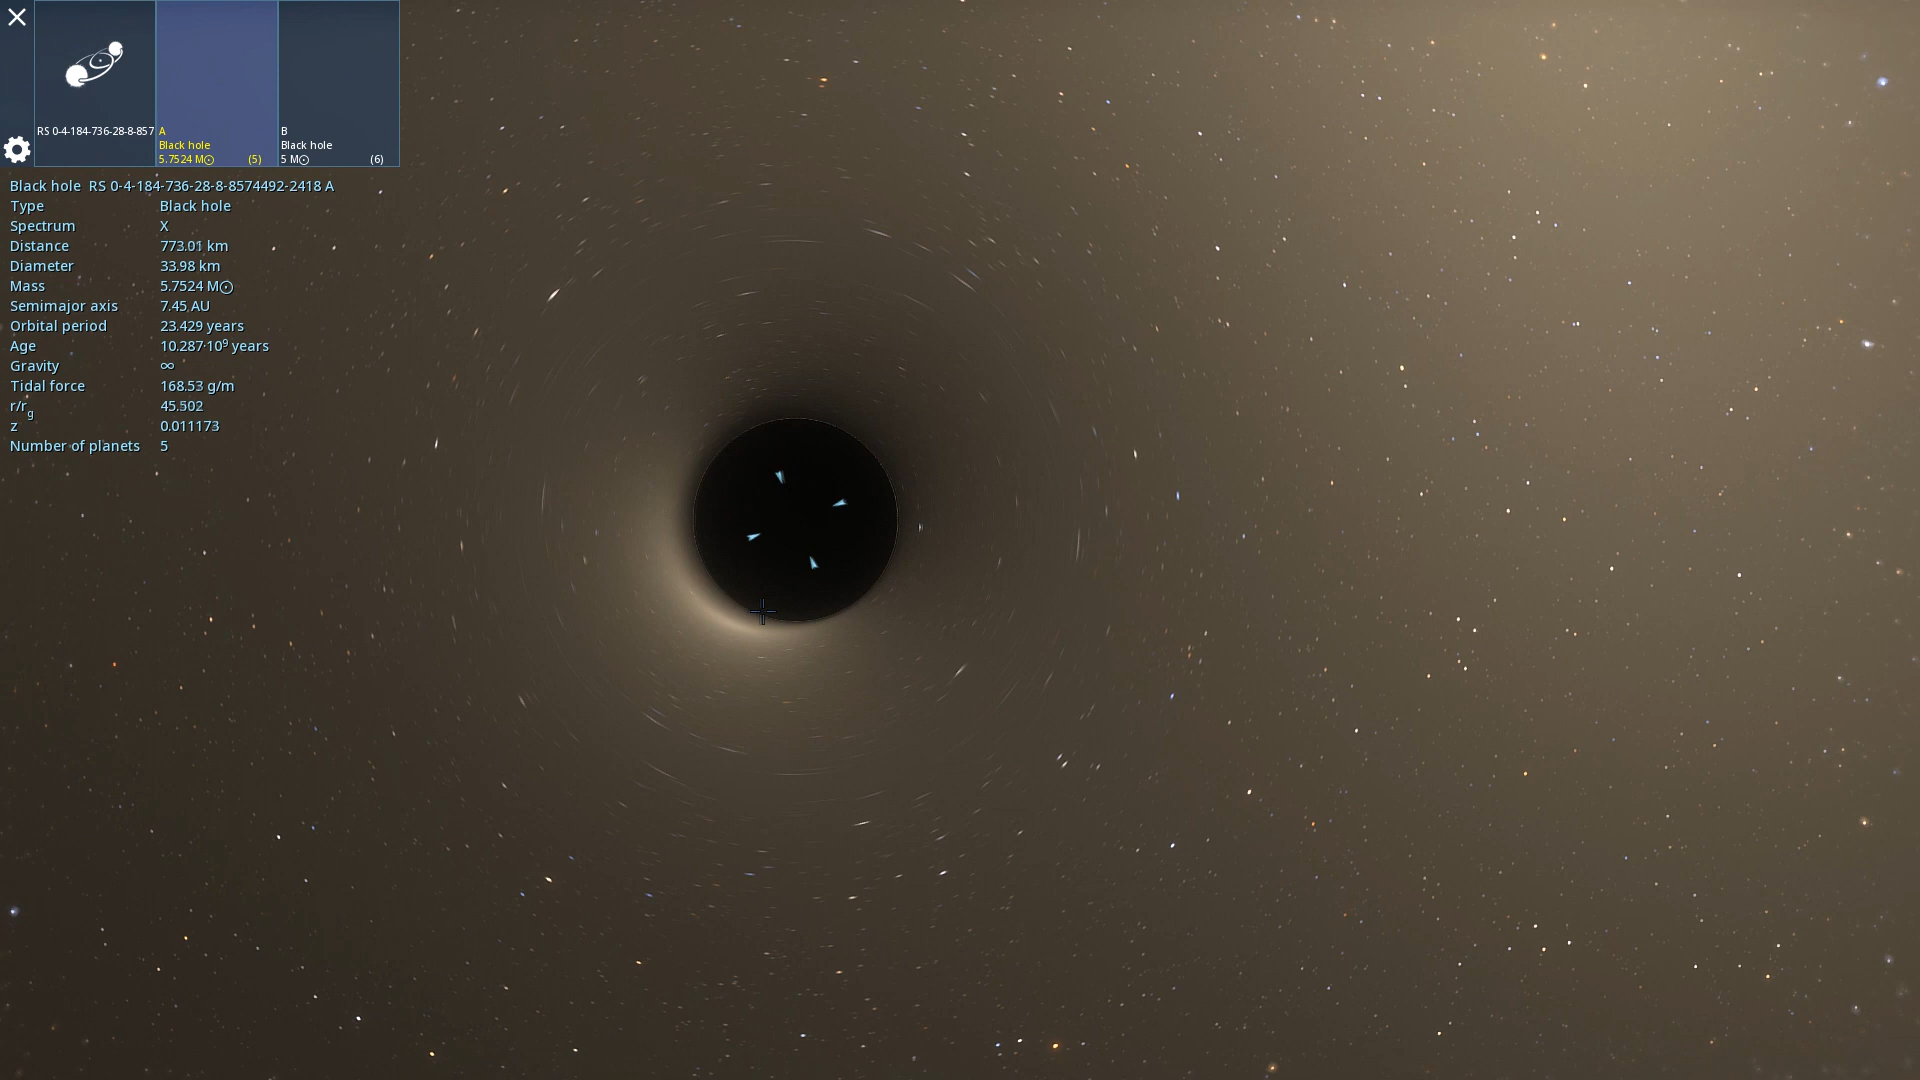 RS 0-4-184-736-28-8-857
A
Black hole
5.7524 M☉ (5)
B
Black hole
5 M☉ (6)
Black hole RS 0-4-184-736-28-8-8574492-2418 A
Type Black hole
Spectrum X
Distance 773.01 km
Diameter 33.98 km
Mass 5.7524 M☉
Semimajor axis 7.45 AU
Orbital period 23.429 years
Age 10.287·10⁹ years
Gravity ∞
Tidal force 168.53 g/m
r/rg 45.502
z 0.011173
Number of planets 5